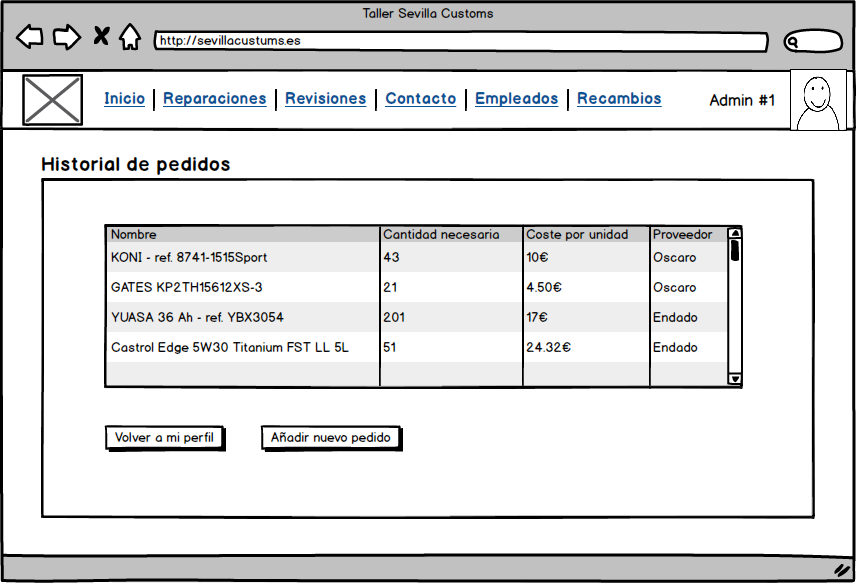 Taller Sevilla Customs
http://sevillacustums.es
Inicio | Reparaciones | Revisiones | Contacto | Empleados | Recambios Admin #1
Historial de pedidos
Nombre Cantidad necesaria Coste por unidad Proveedor
KONI - ref. 8741-1515Sport 43 10€ Oscaro
GATES KP2TH15612XS-3 21 4.50€ Oscaro
YUASA 36 Ah - ref. YBX3054 201 17€ Endado
Castrol Edge 5W30 Titanium FST LL 5L 51 24.32€ Endado
Volver a mi perfil Añadir nuevo pedido